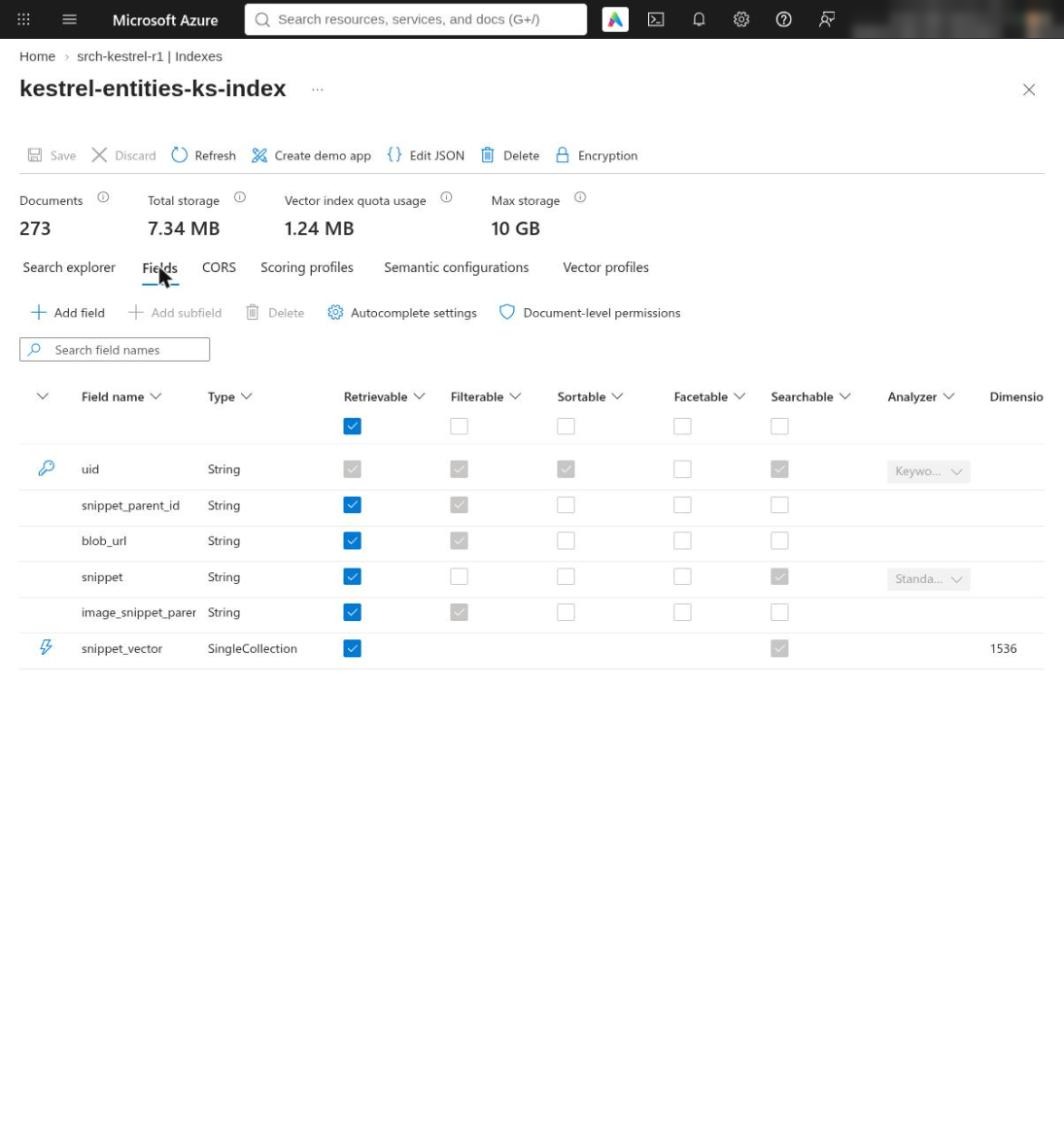 Microsoft Azure Search resources, services, and docs (G+/)
Home › srch-kestrel-r1 | Indexes
kestrel-entities-ks-index ...
Save Discard Refresh Create demo app Edit JSON Delete Encryption
Documents Total storage Vector index quota usage Max storage
273 7.34 MB 1.24 MB 10 GB
Search explorer Fields CORS Scoring profiles Semantic configurations Vector profiles
Add field Add subfield Delete Autocomplete settings Document-level permissions
Search field names
Field name Type Retrievable Filterable Sortable Facetable Searchable Analyzer Dimensio
uid String Keywo...
snippet_parent_id String
blob_url String
snippet String Standa...
image_snippet_parer String
snippet_vector SingleCollection 1536